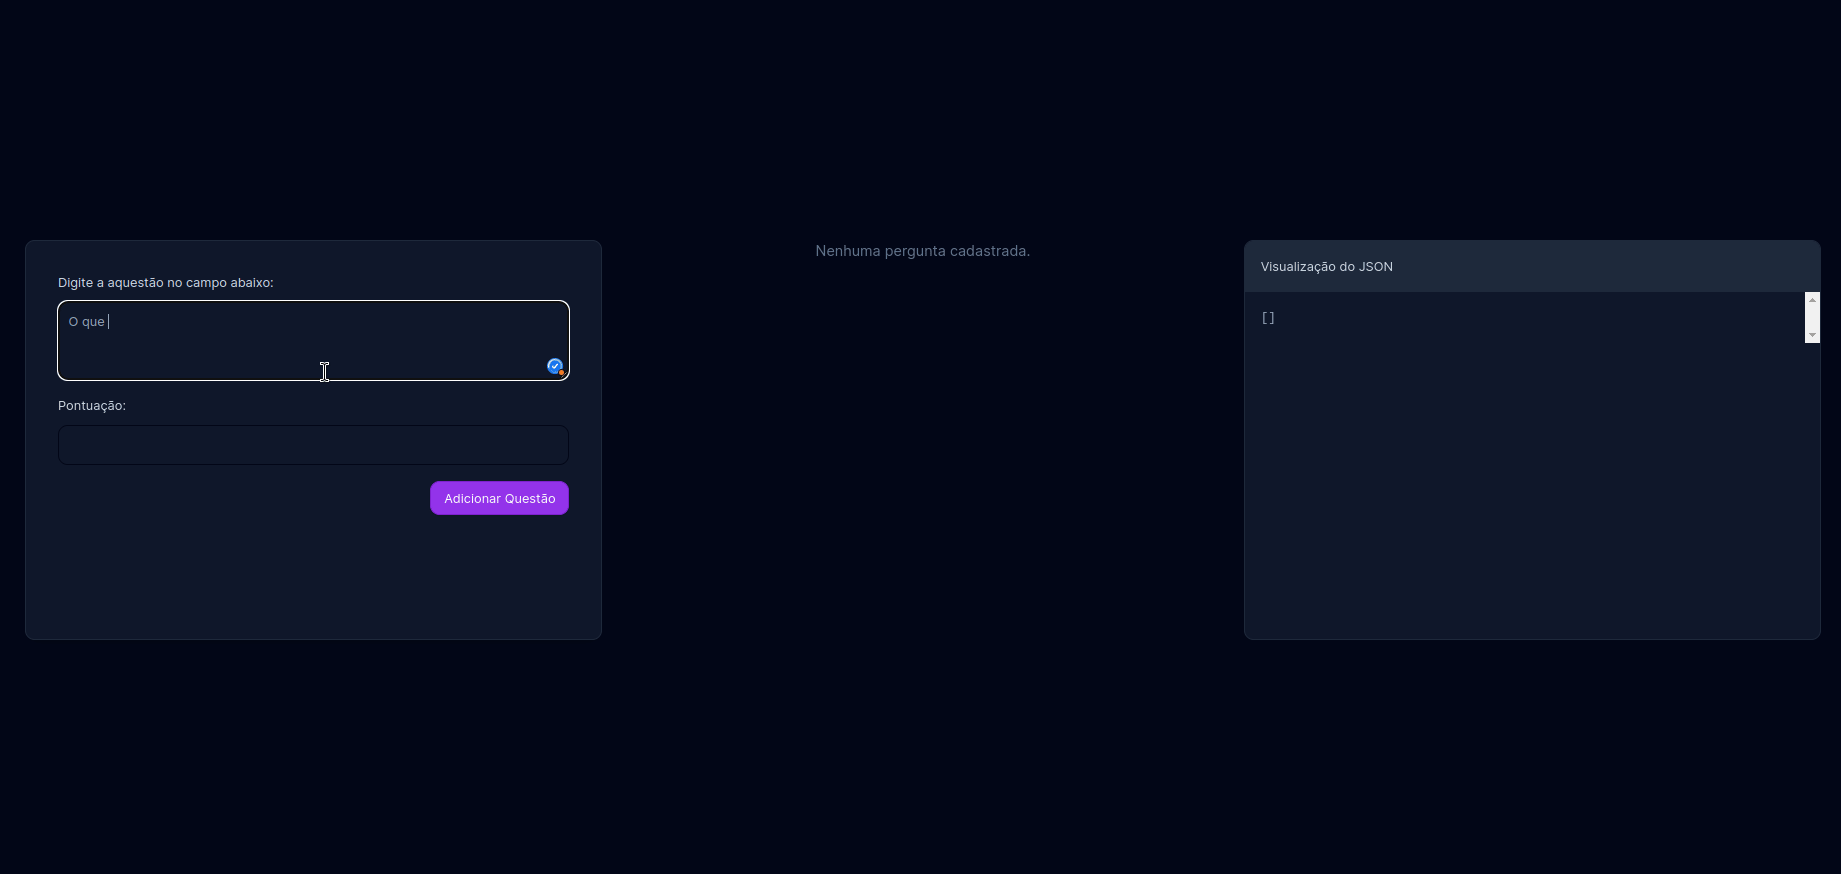 Digite a aquestão no campo abaixo:
O que
Pontuação:
Adicionar Questão
Nenhuma pergunta cadastrada.
Visualização do JSON
[]